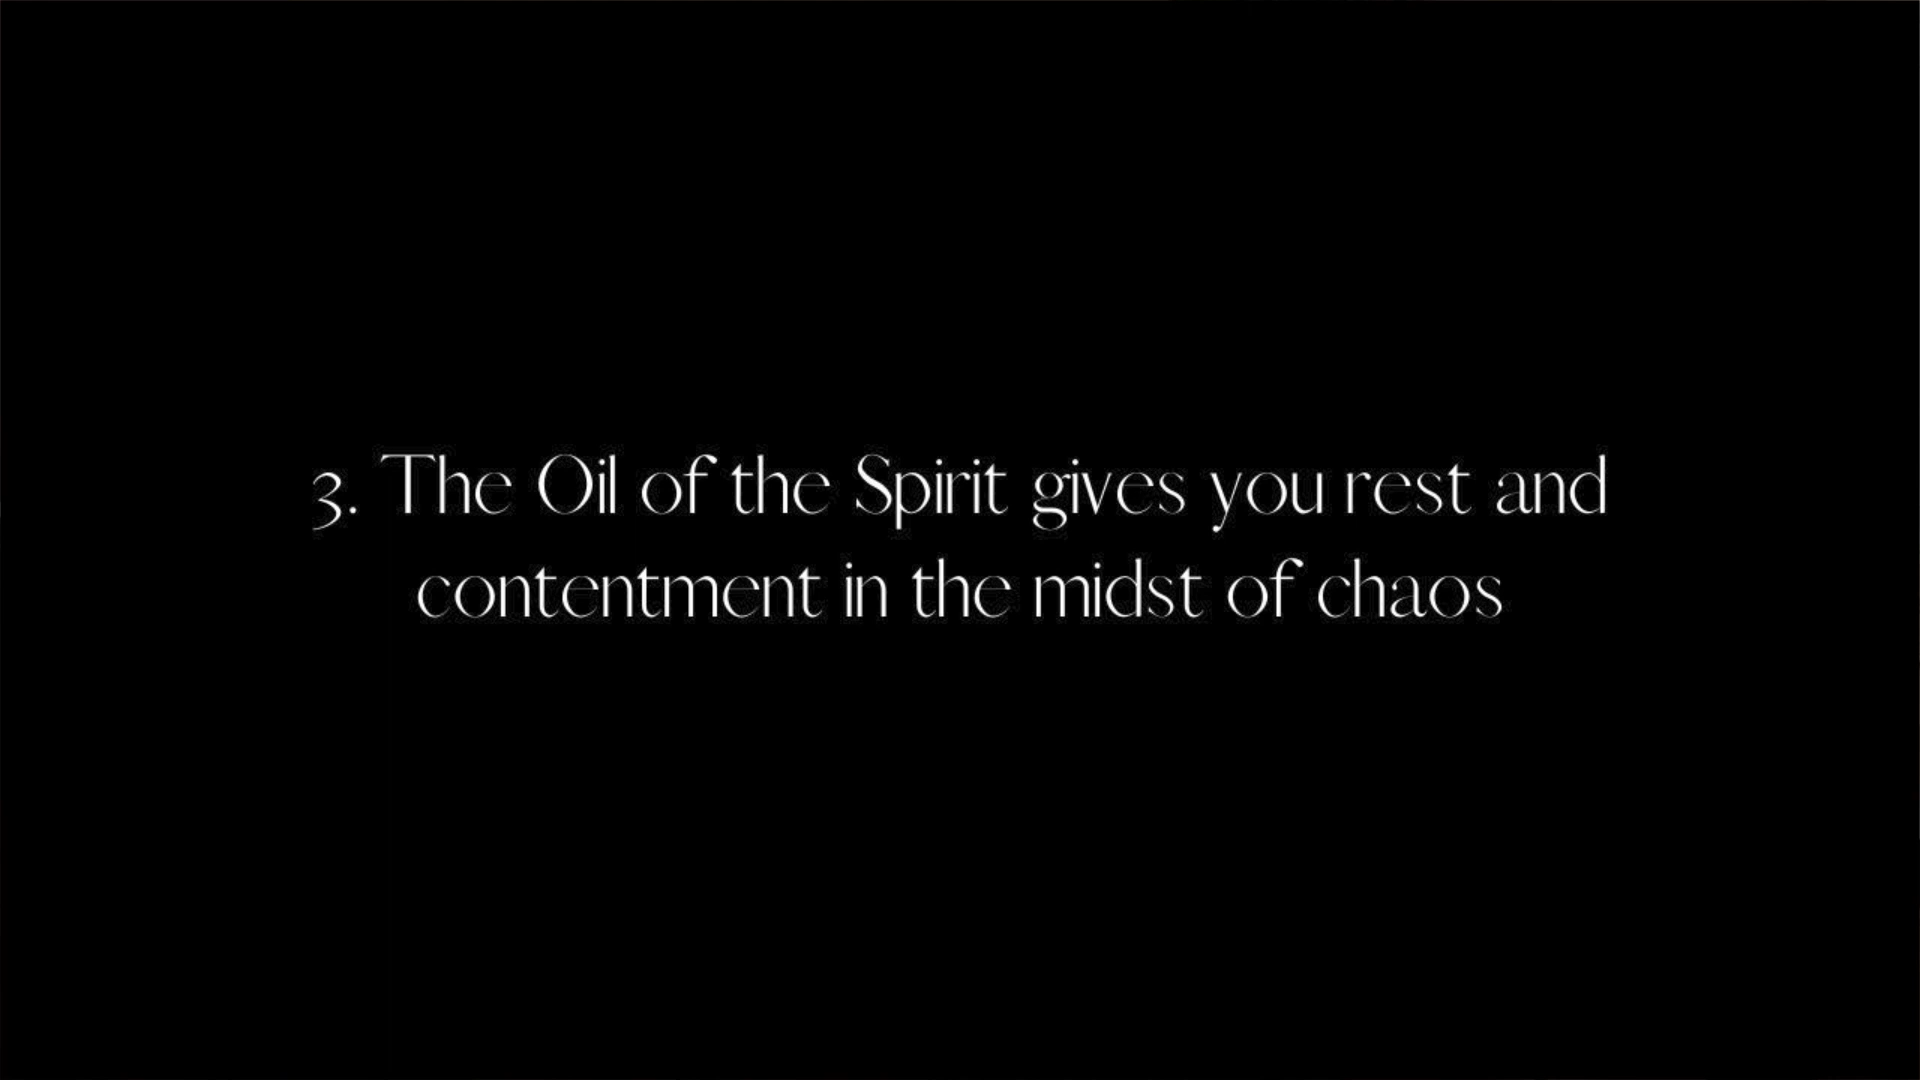 3. The Oil of the Spirit gives you rest and
contentment in the midst of chaos